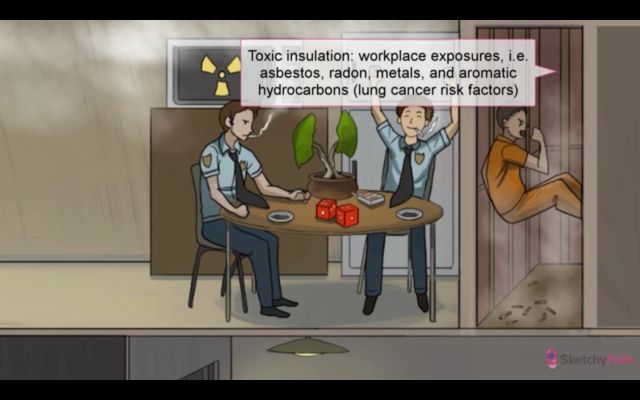 Toxic insulation: workplace exposures, i.e.
asbestos, radon, metals, and aromatic
hydrocarbons (lung cancer risk factors)
SketchyPath